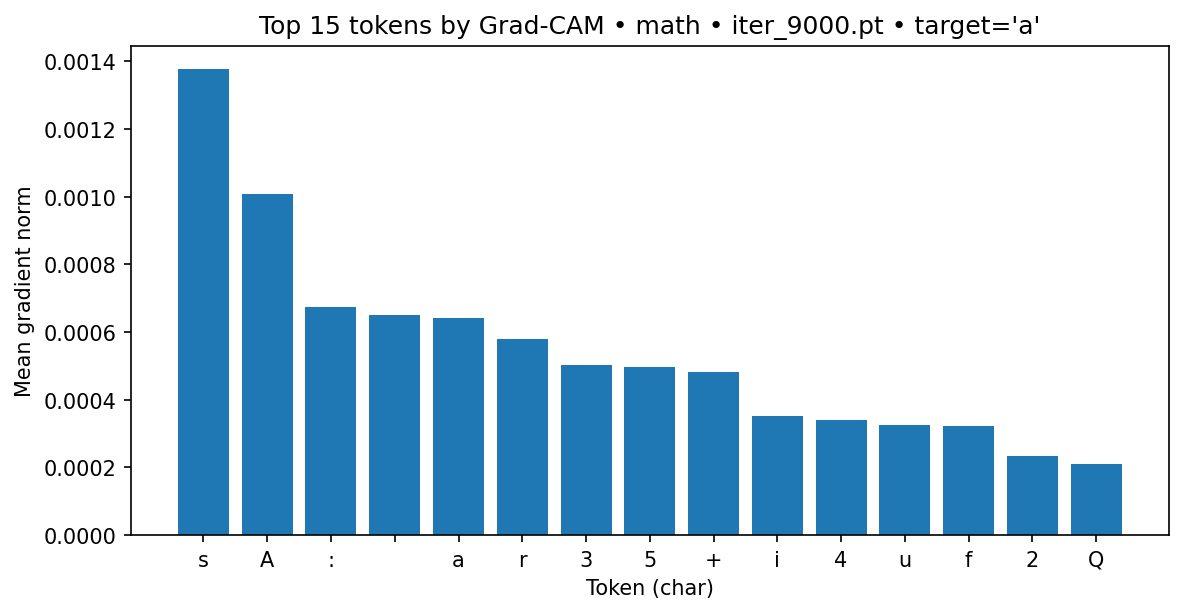 Top 15 tokens by Grad-CAM • math • iter_9000.pt • target='a'
Mean gradient norm
0.0014
0.0012
0.0010
0.0008
0.0006
0.0004
0.0002
0.0000
s A : a r 3 5 + i 4 u f 2 Q
Token (char)